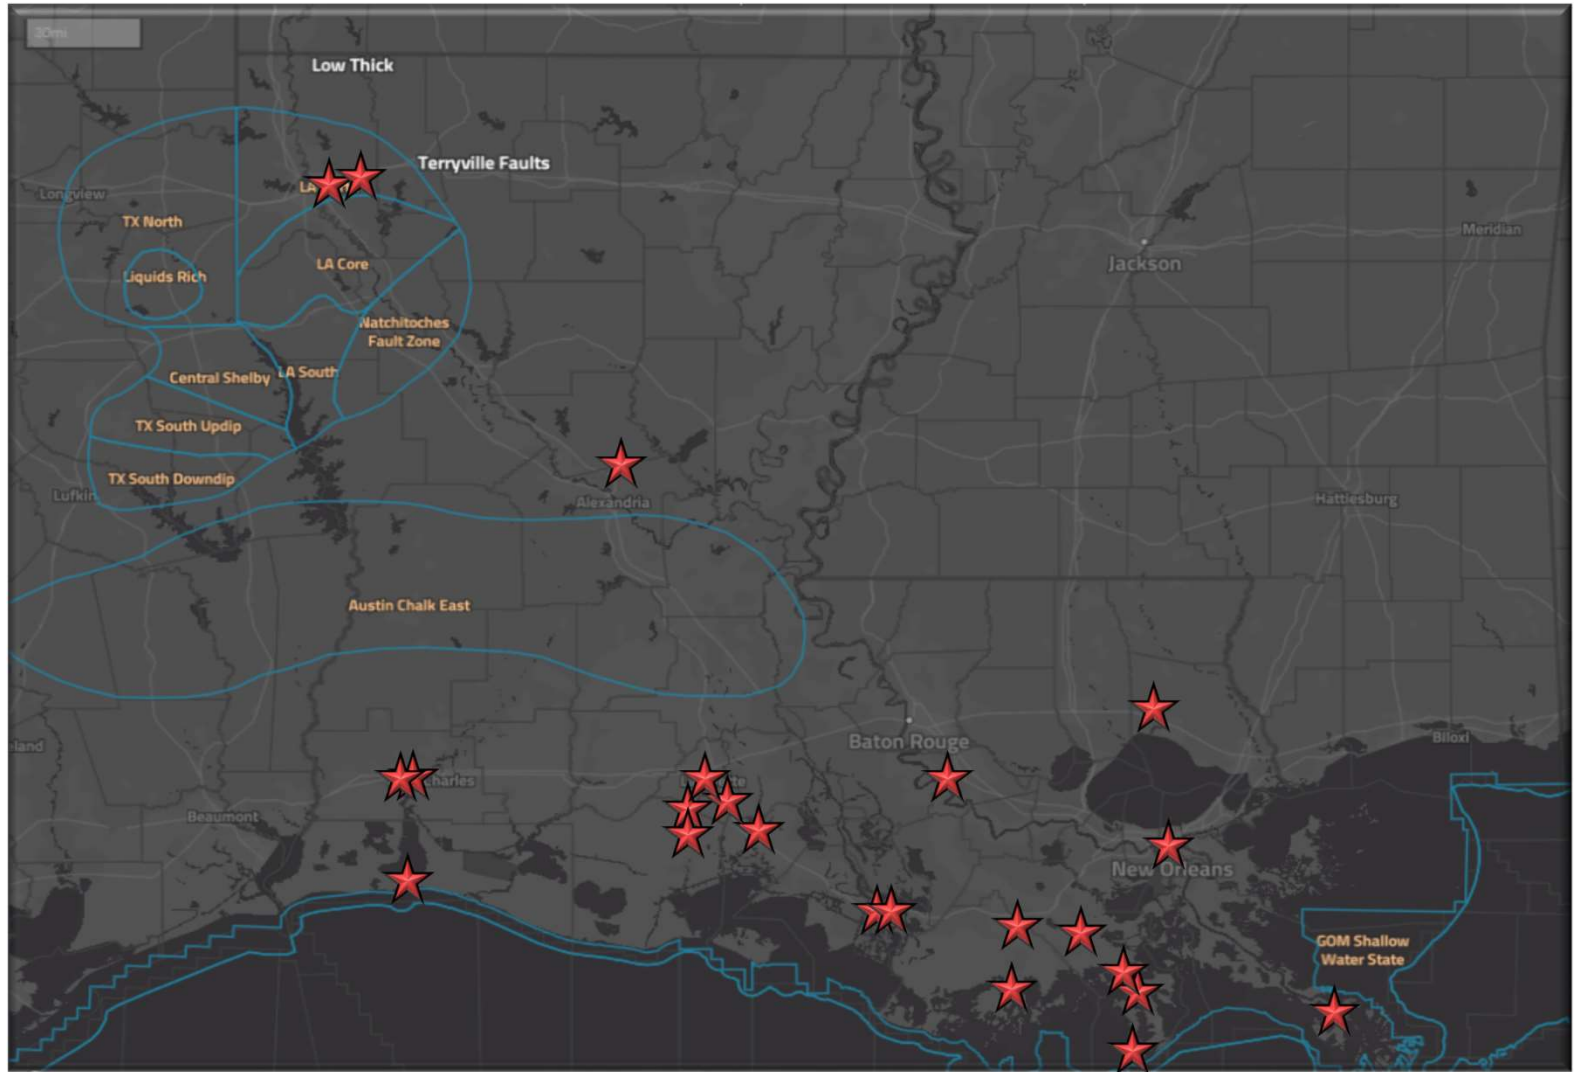 20mi
Low Thick
Terryville Faults
Longview
TX North
Liquids Rich
LA Core
Natchitoches
Fault Zone
Central Shelby
LA South
TX South Updip
TX South Downdip
Lufkin
Alexandria
Austin Chalk East
Jackson
Meridian
Hattiesburg
Baton Rouge
Biloxi
Beaumont
New Orleans
GOM Shallow
Water State